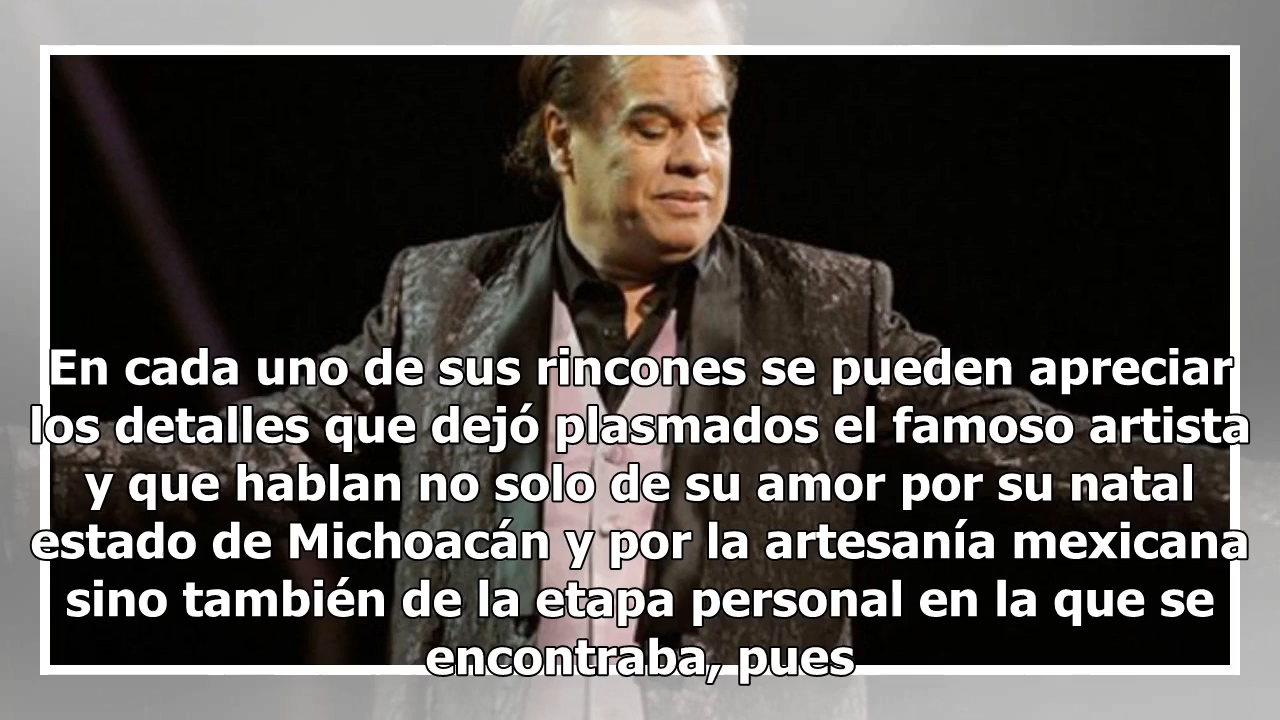 En cada uno de sus rincones se pueden apreciar
los detalles que dejó plasmados el famoso artista
y que hablan no solo de su amor por su natal
estado de Michoacán y por la artesanía mexicana
sino también de la etapa personal en la que se
encontraba, pues